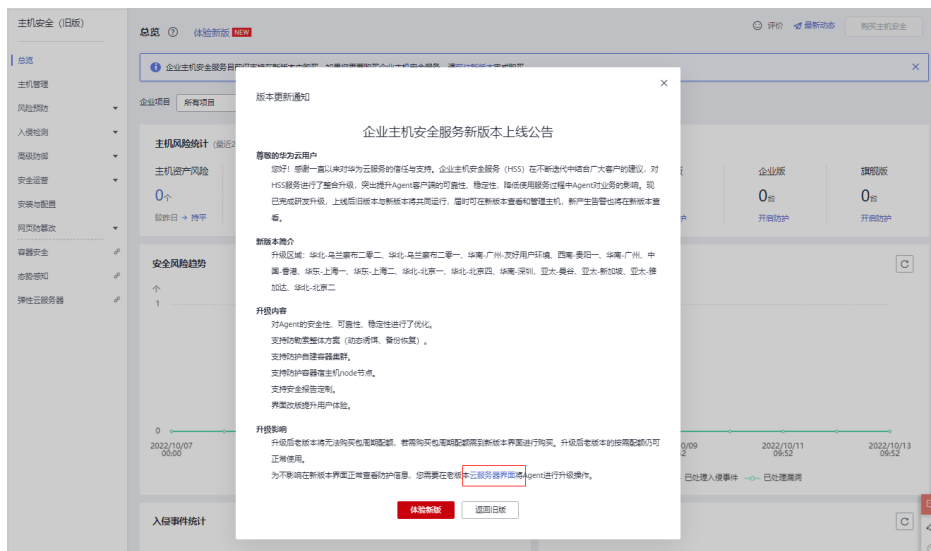 主机安全（旧版）
总览
体验新版 NEW
评价
最新动态
购买主机安全
总览
主机管理
风险预防
入侵检测
高级防御
安全运营
安装与配置
网页防篡改
容器安全
态势感知
弹性云服务器
企业项目 所有项目
主机风险统计（最近2
主机资产风险
0个
较昨日 → 持平
企业版
0台
开启防护
旗舰版
0台
开启防护
安全风险趋势
个
1
0
2022/10/07
00:00
0/09
2
2022/10/11
09:52
2022/10/13
09:52
已处理入侵事件 已处理漏洞
入侵事件统计
版本更新通知
企业主机安全服务新版本上线公告
尊敬的华为云用户
您好！感谢一直以来对华为云服务的信任与支持。企业主机安全服务（HSS）在不断迭代中结合广大客户的建议，对
HSS服务进行了整合升级，突出提升Agent客户端的可靠性、稳定性，降低使用服务过程中Agent对业务的影响。现
已完成研发升级，上线后旧版本与新版本将共同运行，届时可在新版本查看和管理主机，新产生告警也将在新版本查
看。
新版本简介
升级区域：华北-乌兰察布二零二、华北-乌兰察布二零一、华南-广州-友好用户环境、西南-贵阳一、华南-广州、中
国-香港、华东-上海一、华东-上海二、华北-北京一、华北-北京四、华南-深圳、亚太-曼谷、亚太-新加坡、亚太-雅
加达、华北-北京二
升级内容
对Agent的安全性、可靠性、稳定性进行了优化。
支持防勒索整体方案（动态诱饵、备份恢复）。
支持防护自建容器集群。
支持防护容器宿主机node节点。
支持安全报告定制。
界面改版提升用户体验。
升级影响
升级后老版本将无法购买包周期配额，若需购买包周期配额需到新版本界面进行购买。升级后老版本的按需配额仍可
正常使用。
为不影响在新版本界面正常查看防护信息，您需要在老版本云服务器界面将Agent进行升级操作。
体验新版
返回旧版